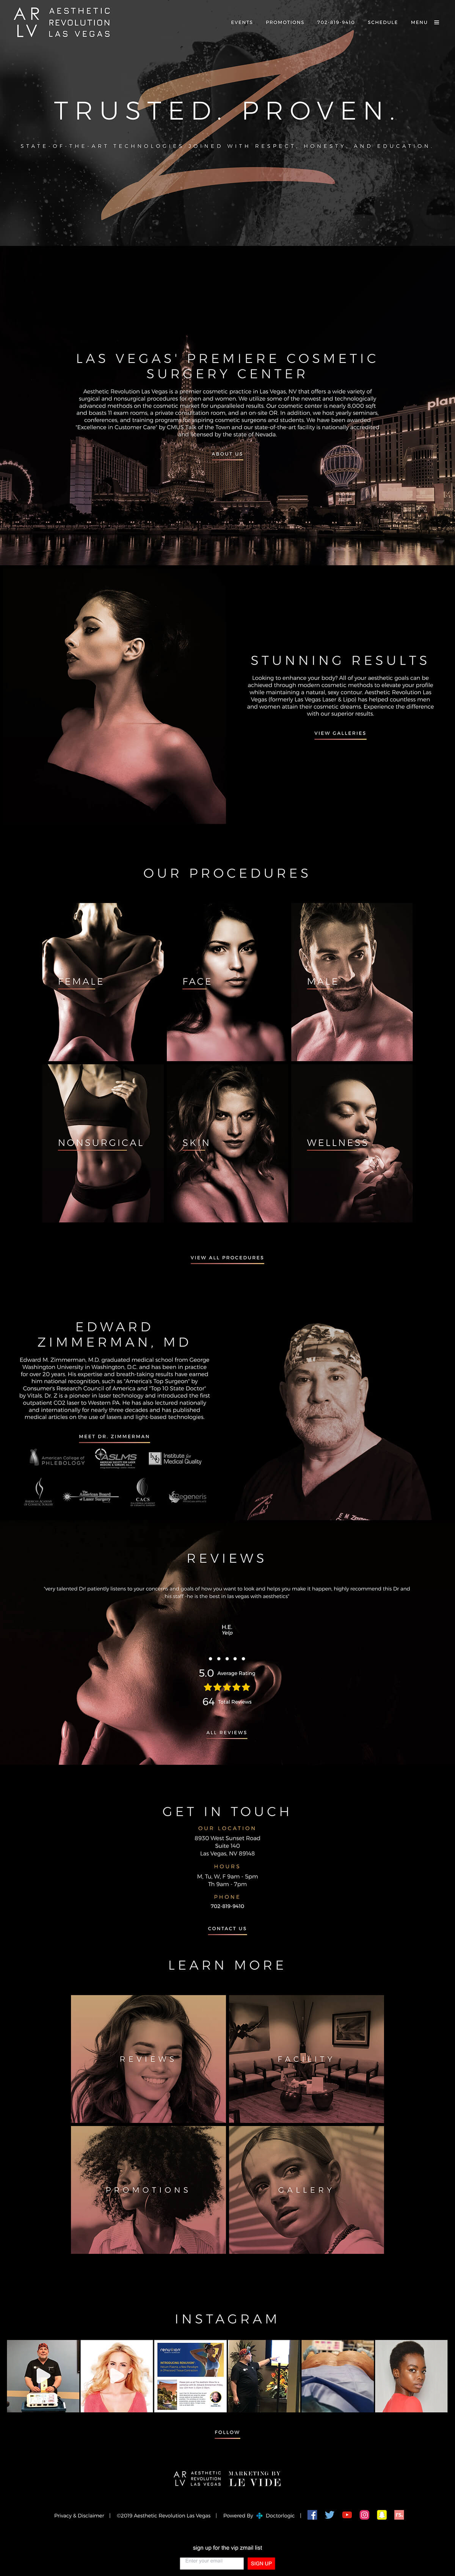 AR
LV
AESTHETIC
REVOLUTION
LAS VEGAS
EVENTS
PROMOTIONS
702-819-9410
SCHEDULE
MENU
TRUSTED. PROVEN.
STATE-OF-THE-ART TECHNOLOGIES JOINED WITH RESPECT, HONESTY, AND EDUCATION.
LAS VEGAS' PREMIERE COSMETIC
SURGERY CENTER
Aesthetic Revolution Las Vegas is a premier cosmetic practice in Las Vegas, NV that offers a wide variety of
surgical and nonsurgical procedures for men and women. We utilize some of the newest and technologically
advanced methods on the cosmetic market for unparalleled results. Our cosmetic center is nearly 8,000 sqft
and boasts 11 exam rooms, a private consultation room, and an on site OR. In addition, we host yearly seminars,
conferences, and training programs for aspiring cosmetic surgeons and students. We have been awarded
"Excellence in Customer Care" by CMUS Talk of the Town and our state-of-the-art facility is nationally accredited
and licensed by the state of Nevada.
ABOUT US
STUNNING RESULTS
Looking to enhance your body? All of your aesthetic goals can be
achieved through modern cosmetic methods to elevate your profile
while maintaining a natural, sexy contour. Aesthetic Revolution Las
Vegas (formerly Las Vegas Laser & Lipo) has helped countless men
and women attain their cosmetic dreams. Experience the difference
with our superior results.
VIEW GALLERIES
OUR PROCEDURES
FEMALE
FACE
MALE
NONSURGICAL
SKIN
WELLNESS
VIEW ALL PROCEDURES
EDWARD
ZIMMERMAN, MD
Edward M. Zimmerman, M.D. graduated medical school from George
Washington University in Washington, D.C. and has been in practice
for over 20 years. His expertise and breath-taking results have earned
him national recognition, such as "America's Top Surgeon" by
Consumer's Research Council of America and "Top 10 State Doctor"
by Vitals. Dr. Z is a pioneer in laser technology and introduced the first
outpatient CO2 laser to Western PA. He has also lectured nationally
and internationally for nearly three decades and has published
medical articles on the use of lasers and light-based technologies.
MEET DR. ZIMMERMAN
American College of
PHLEBOLOGY
ASLMS
Institute for
Medical Quality
American Board
of Laser Surgery
CACS
Regeneris
REVIEWS
"very talented Dr! patiently listens to your concerns and goals of how you want to look and helps you make it happen, highly recommend this Dr and
his staff -he is the best in las vegas with aesthetics"
H.E.
Yelp
5.0 Average Rating
64 Total Reviews
ALL REVIEWS
GET IN TOUCH
OUR LOCATION
8930 West Sunset Road
Suite 140
Las Vegas, NV 89148
HOURS
M, Tu, W, F 9am - 5pm
Th 9am - 7pm
PHONE
702-819-9410
CONTACT US
LEARN MORE
REVIEWS
FACILITY
PROMOTIONS
GALLERY
INSTAGRAM
FOLLOW
AR
LV
AESTHETIC
REVOLUTION
LAS VEGAS
MARKETING BY
LE VIDE
Privacy & Disclaimer | ©2019 Aesthetic Revolution Las Vegas | Powered By Doctorlogic |
sign up for the vip zmail list
Enter your email
SIGN UP